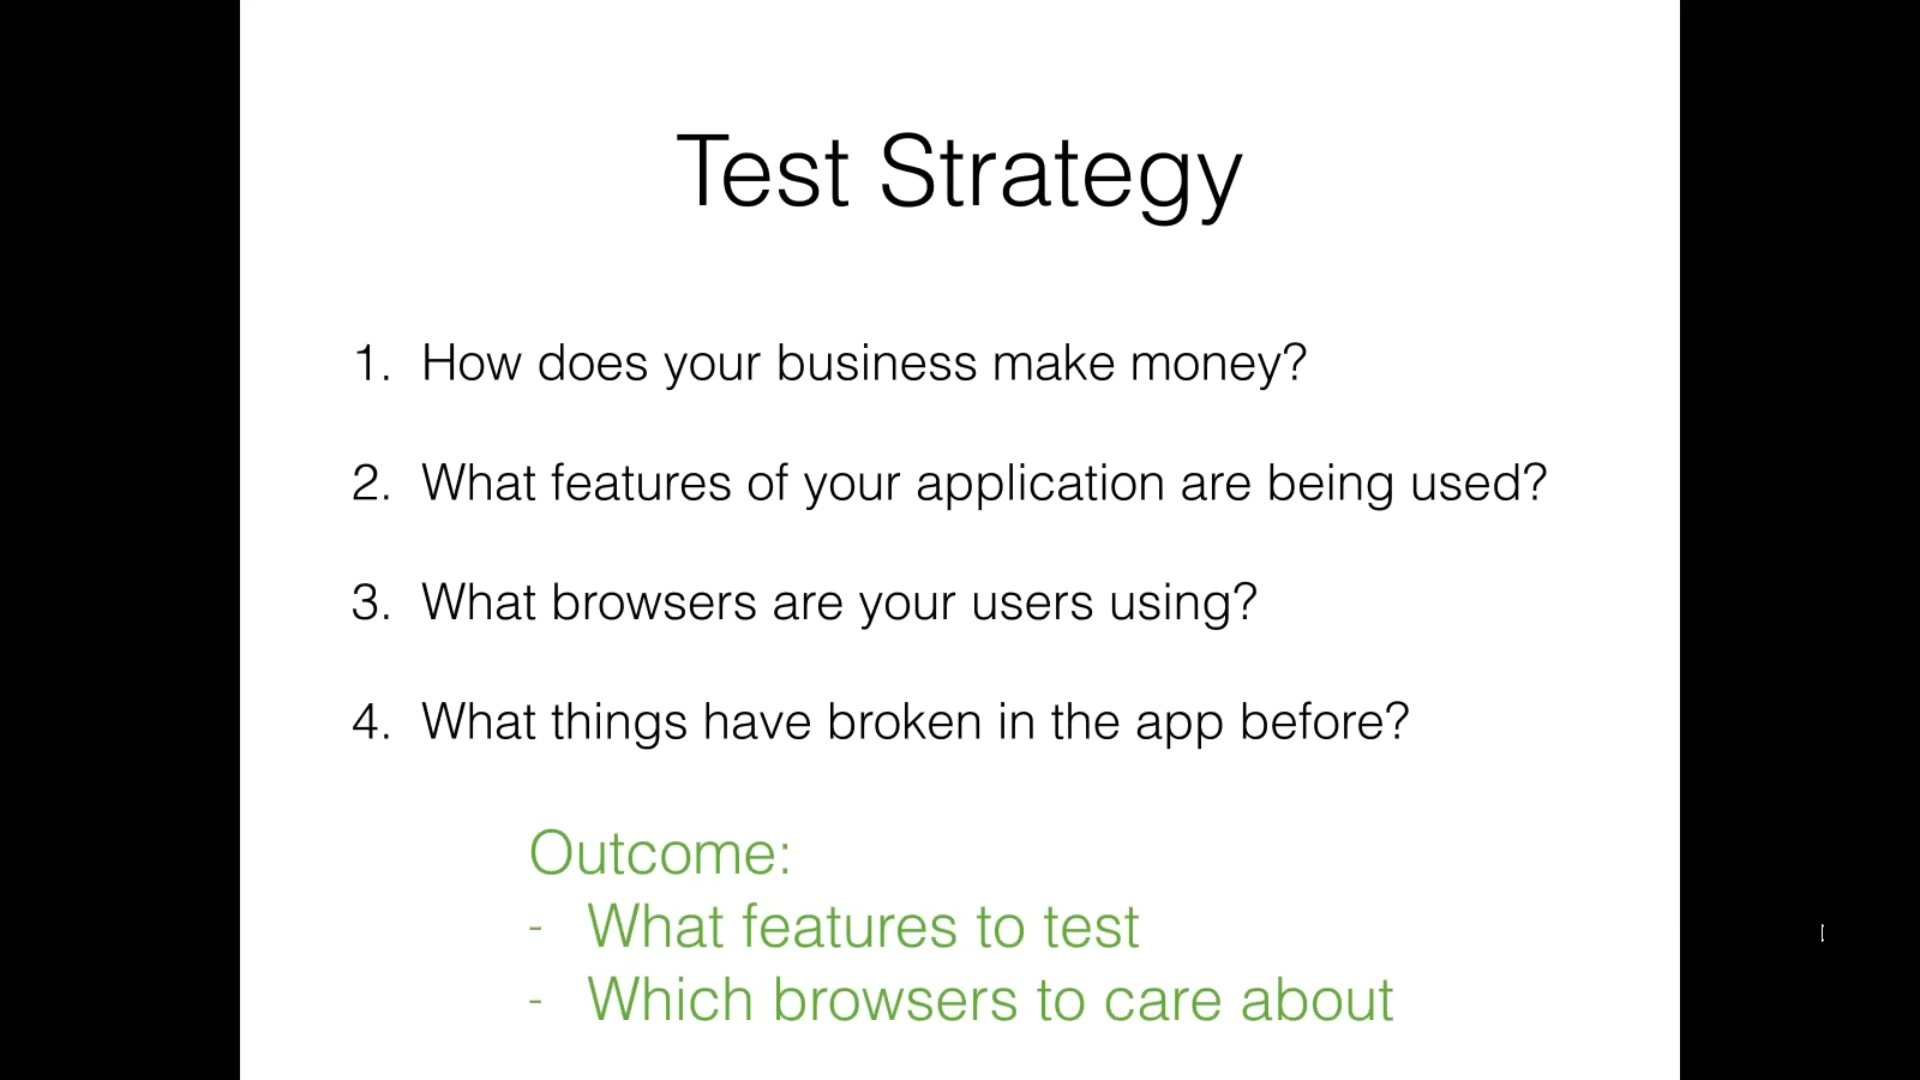 Test Strategy
1. How does your business make money?
2. What features of your application are being used?
3. What browsers are your users using?
4. What things have broken in the app before?
Outcome:
- What features to test
- Which browsers to care about